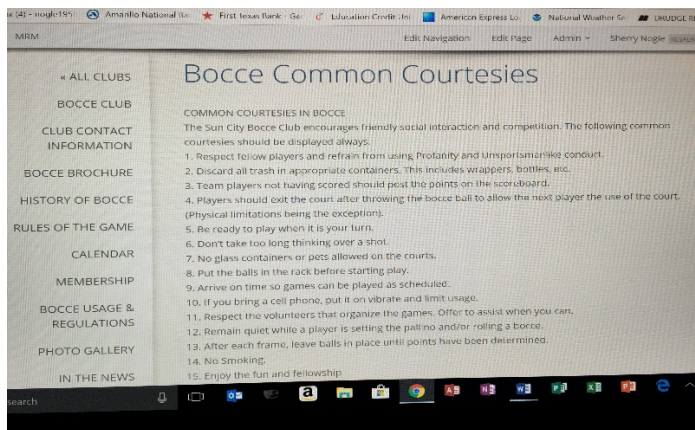 (4) - nogle1951
Amarillo National Ba
First Texas Bank - Ge
Education Credit Uni
American Express Lo
National Weather Se
MRM
Edit Navigation
Edit Page
Admin
Sherry Nogle
« ALL CLUBS
BOCCE CLUB
CLUB CONTACT
INFORMATION
BOCCE BROCHURE
HISTORY OF BOCCE
RULES OF THE GAME
CALENDAR
MEMBERSHIP
BOCCE USAGE &
REGULATIONS
PHOTO GALLERY
IN THE NEWS
Bocce Common Courtesies
COMMON COURTESIES IN BOCCE
The Sun City Bocce Club encourages friendly social interaction and competition. The following common
courtesies should be displayed always.
1. Respect fellow players and refrain from using Profanity and Unsportsmanlike conduct.
2. Discard all trash in appropriate containers. This includes wrappers, bottles, etc.
3. Team players not having scored should post the points on the scoreboard.
4. Players should exit the court after throwing the bocce ball to allow the next player the use of the court.
(Physical limitations being the exception).
5. Be ready to play when it is your turn.
6. Don't take too long thinking over a shot.
7. No glass containers or pets allowed on the courts.
8. Put the balls in the rack before starting play.
9. Arrive on time so games can be played as scheduled.
10. If you bring a cell phone, put it on vibrate and limit usage.
11. Respect the volunteers that organize the games. Offer to assist when you can.
12. Remain quiet while a player is setting the pallino and/or rolling a bocce.
13. After each frame, leave balls in place until points have been determined.
14. No Smoking.
15. Enjoy the fun and fellowship
search